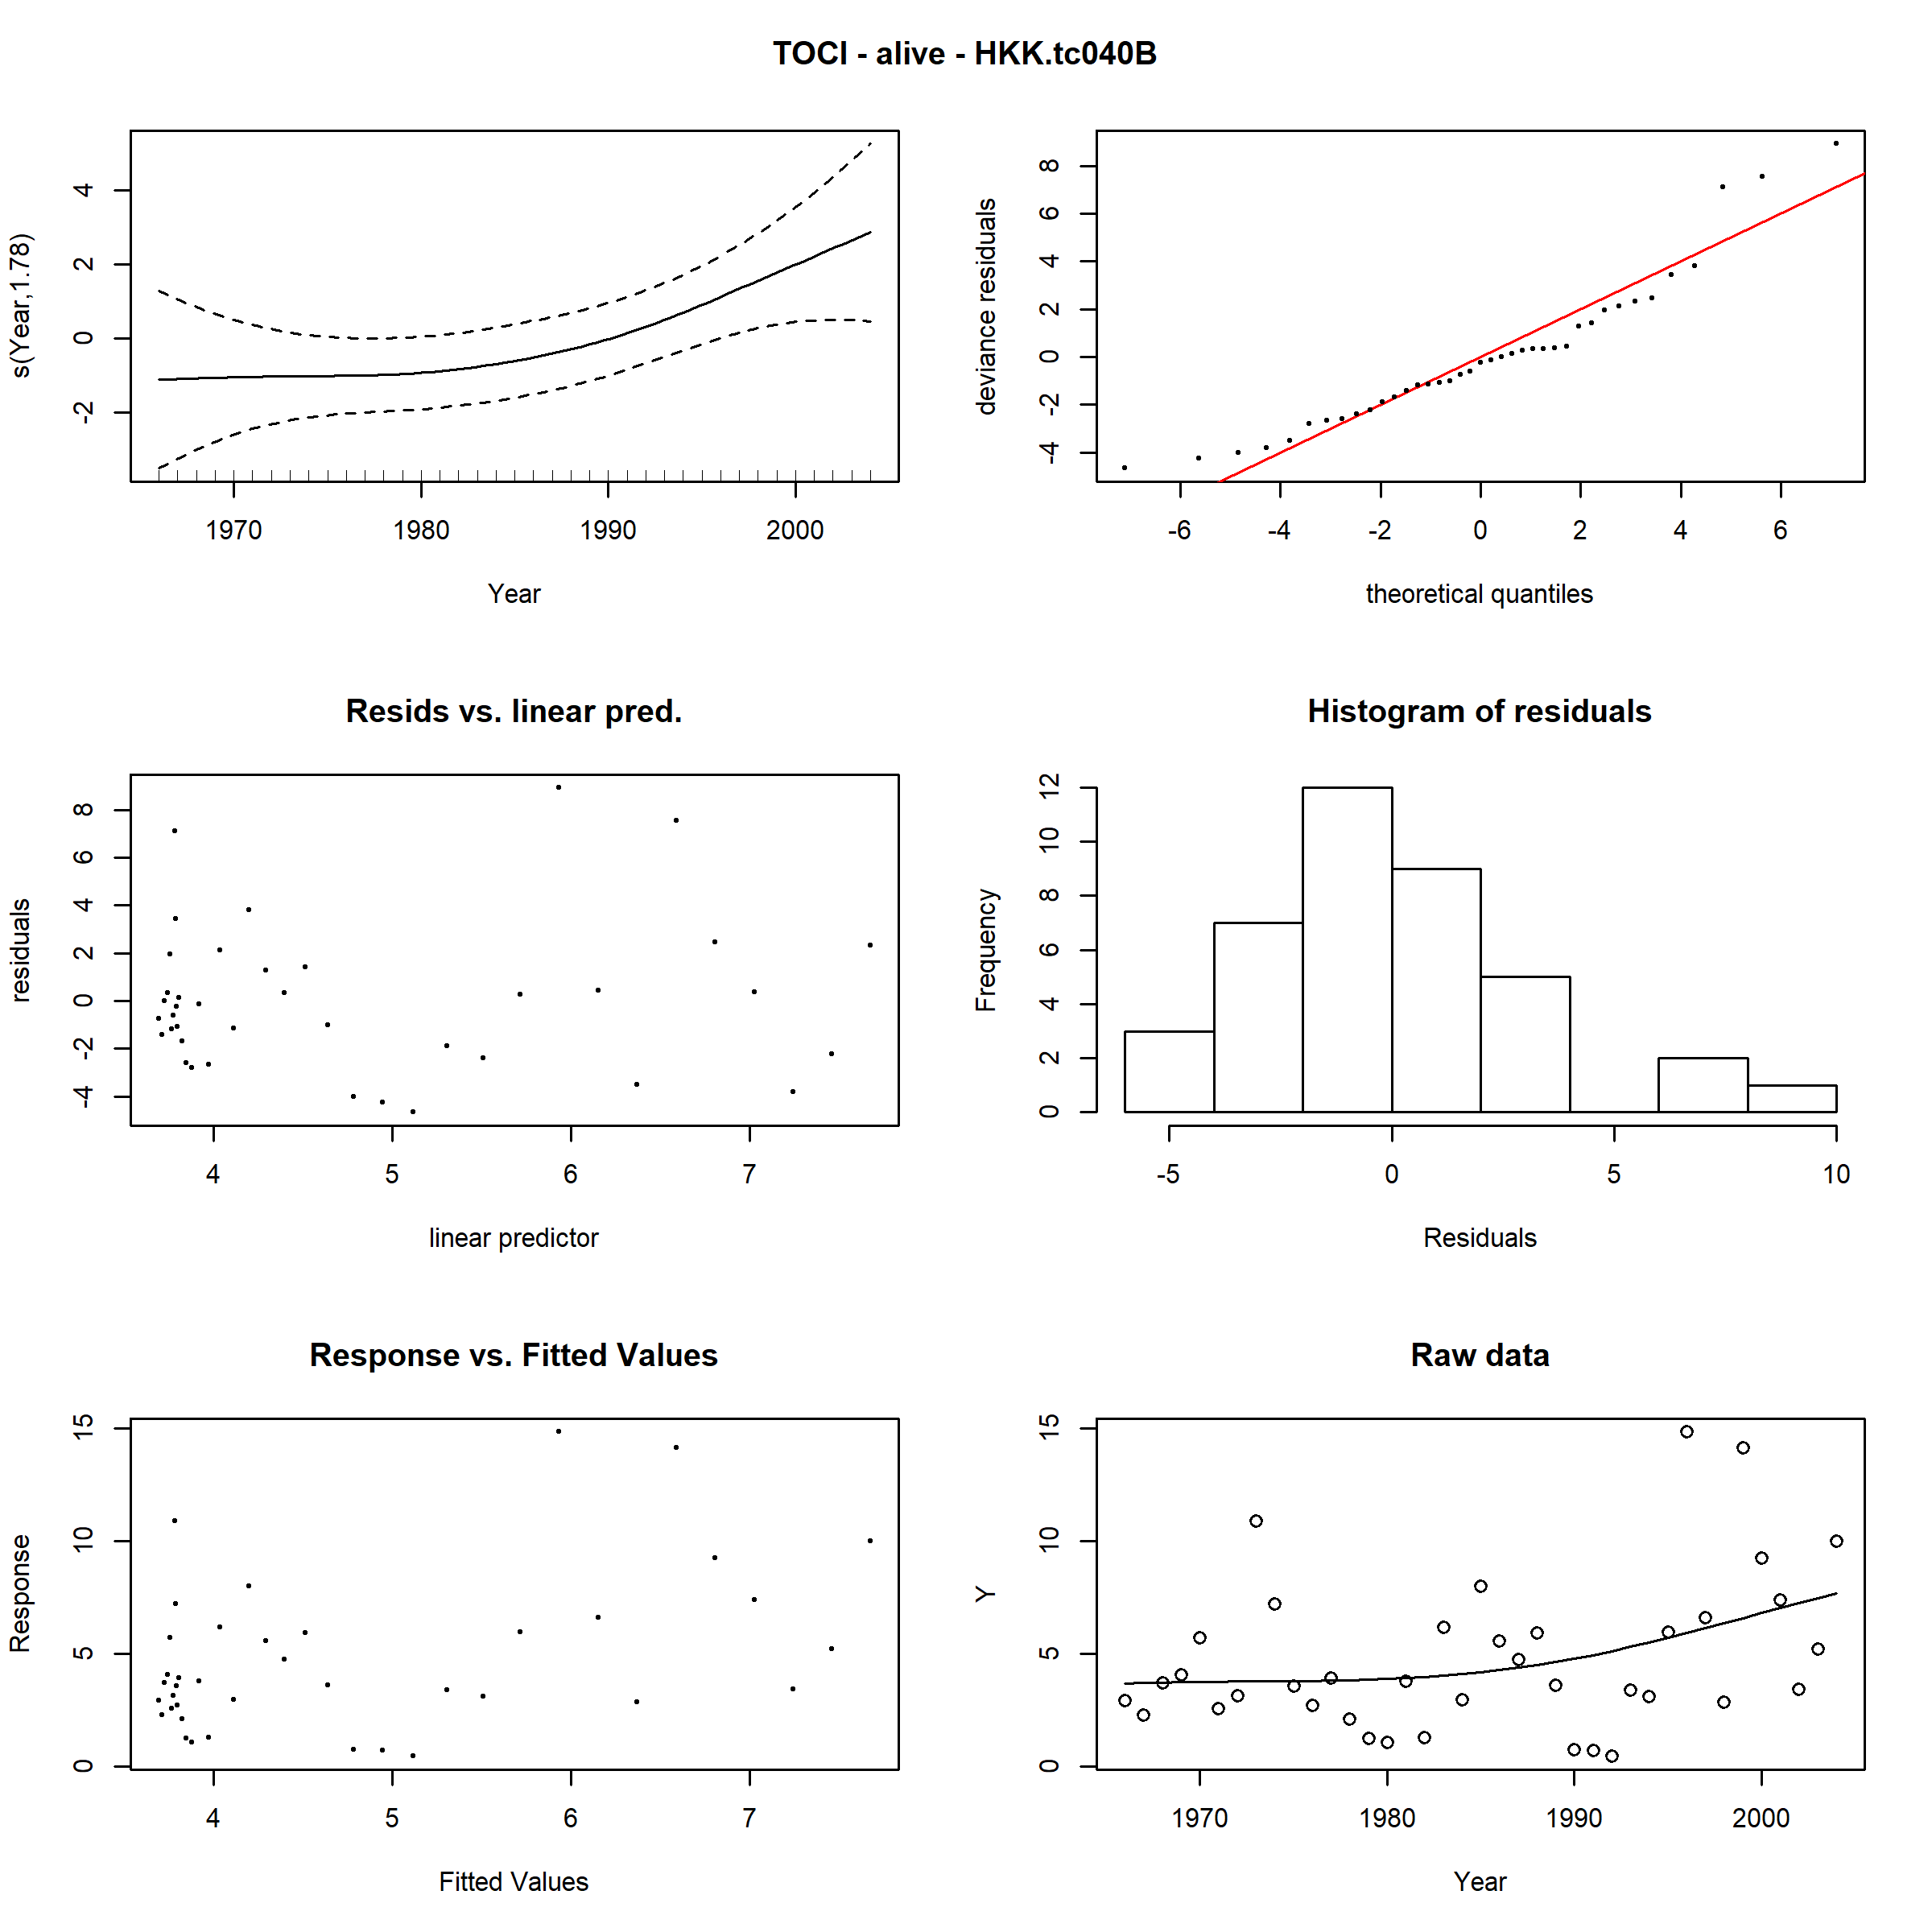 TOCI - alive - HKK.tc040B
s(Year,1.78)
4
2
0
-2
1970 1980 1990 2000
Year
deviance residuals
8
6
4
2
0
-2
-4
-6 -4 -2 0 2 4 6
theoretical quantiles
Resids vs. linear pred.
residuals
8
6
4
2
0
-2
-4
4 5 6 7
linear predictor
Histogram of residuals
Frequency
12
10
8
6
4
2
0
-5 0 5 10
Residuals
Response vs. Fitted Values
Response
15
10
5
0
4 5 6 7
Fitted Values
Raw data
Y
15
10
5
0
1970 1980 1990 2000
Year